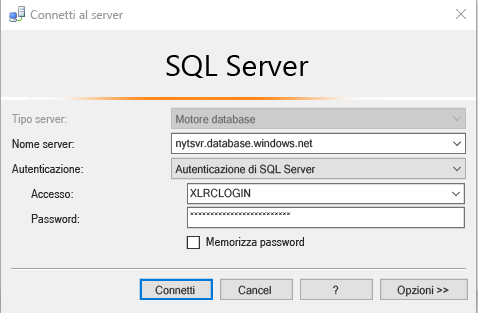 Connetti al server
SQL Server
Tipo server: Motore database
Nome server: nytsvr.database.windows.net
Autenticazione: Autenticazione di SQL Server
Accesso: XLRCLOGIN
Password: ×××××××××××××××××××××××××
Memorizza password
Connetti Cancel ? Opzioni >>